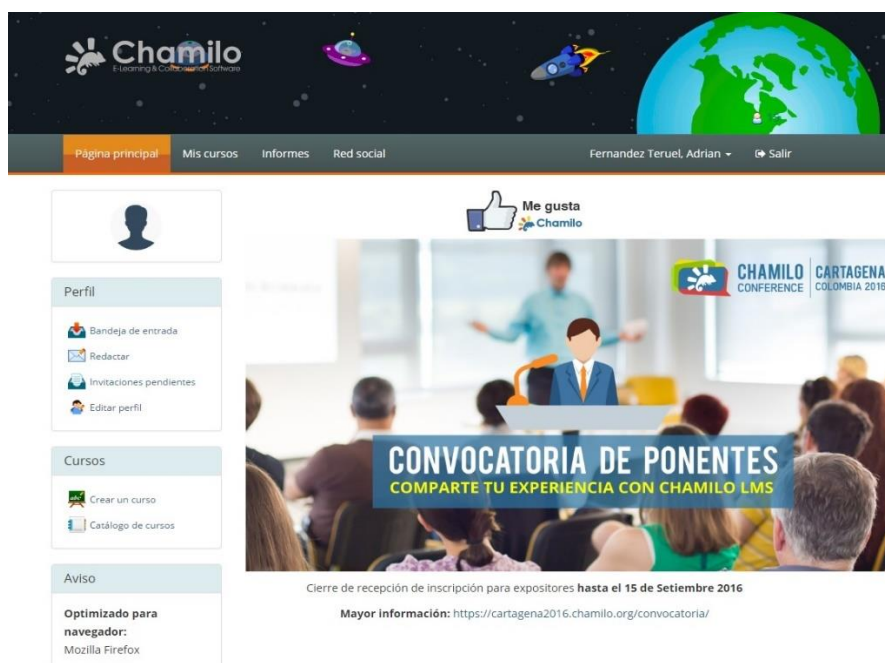 Chamilo
E-Learning & Collaboration Software
Página principal Mis cursos Informes Red social Fernandez Teruel, Adrian Salir
Me gusta
Chamilo
CHAMILO CONFERENCE CARTAGENA COLOMBIA 2016
Perfil
Bandeja de entrada
Redactar
Invitaciones pendientes
Editar perfil
Cursos
Crear un curso
Catálogo de cursos
Aviso
Optimizado para
navegador:
Mozilla Firefox
CONVOCATORIA DE PONENTES
COMPARTE TU EXPERIENCIA CON CHAMILO LMS
Cierre de recepción de inscripción para expositores hasta el 15 de Setiembre 2016
Mayor información: https://cartagena2016.chamilo.org/convocatoria/